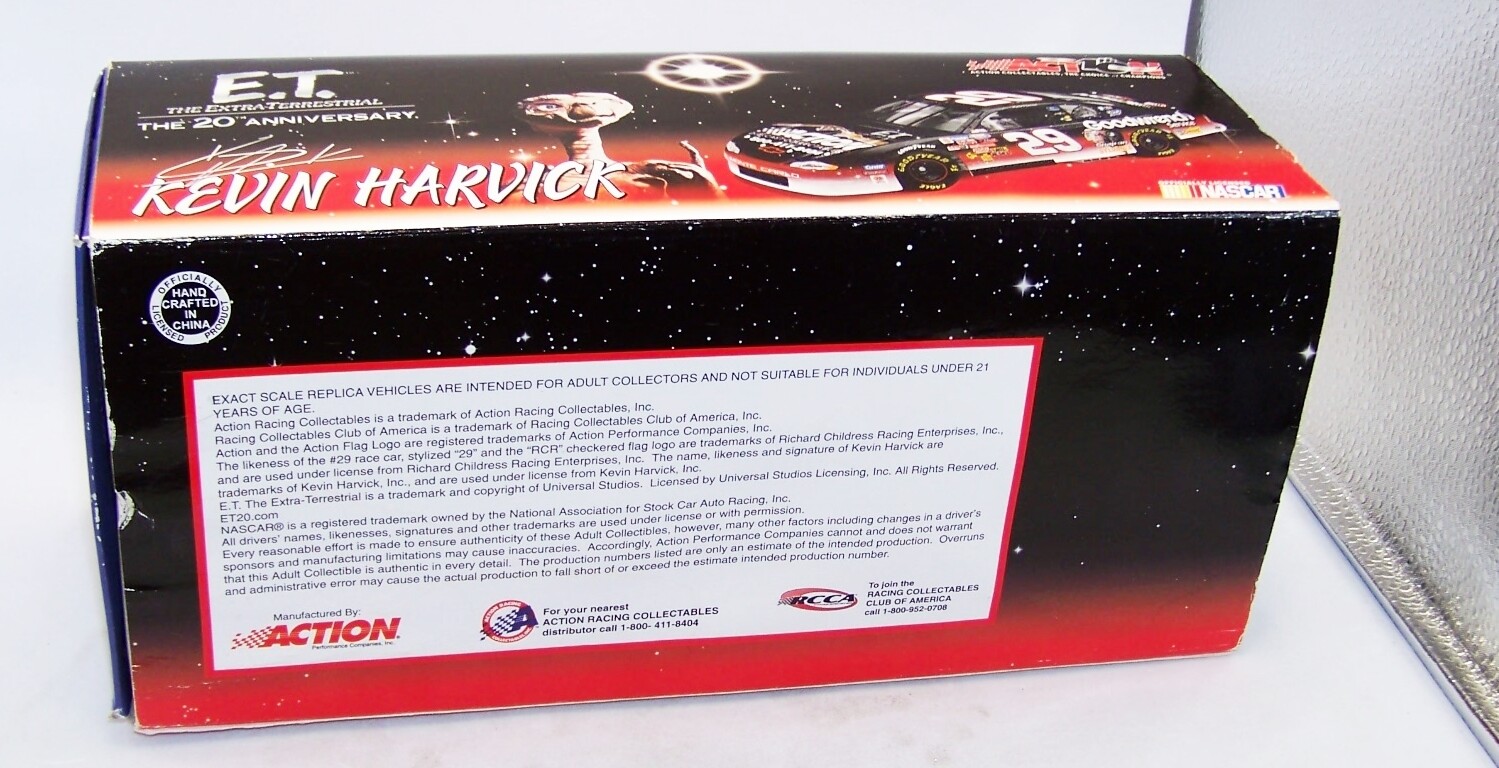 E.T.
THE EXTRA-TERRESTRIAL
THE 20TH ANNIVERSARY.
KEVIN HARVICK
ACTION
ACTION COLLECTABLES, THE CHOICE OF CHAMPIONS
29
Goodwrench
Service
GOODYEAR
EAGLE
MONTE CARLO
GOODYEAR
NASCAR
OFFICIALLY LICENSED PRODUCT
HAND
CRAFTED
IN
CHINA
EXACT SCALE REPLICA VEHICLES ARE INTENDED FOR ADULT COLLECTORS AND NOT SUITABLE FOR INDIVIDUALS UNDER 21
YEARS OF AGE.
Action Racing Collectables is a trademark of Action Racing Collectables, Inc.
Racing Collectables Club of America is a trademark of Racing Collectables Club of America, Inc.
Action and the Action Flag Logo are registered trademarks of Action Performance Companies, Inc.
The likeness of the #29 race car, stylized "29" and the "RCR" checkered flag logo are trademarks of Richard Childress Racing Enterprises, Inc.,
and are used under license from Richard Childress Racing Enterprises, Inc. The name, likeness and signature of Kevin Harvick are
trademarks of Kevin Harvick, Inc., and are used under license from Kevin Harvick, Inc.
E.T. The Extra-Terrestrial is a trademark and copyright of Universal Studios. Licensed by Universal Studios Licensing, Inc. All Rights Reserved.
ET20.com
NASCAR® is a registered trademark owned by the National Association for Stock Car Auto Racing, Inc.
All drivers' names, likenesses, signatures and other trademarks are used under license or with permission.
Every reasonable effort is made to ensure authenticity of these Adult Collectibles, however, many other factors including changes in a driver's
sponsors and manufacturing limitations may cause inaccuracies. Accordingly, Action Performance Companies cannot and does not warrant
that this Adult Collectible is authentic in every detail. The production numbers listed are only an estimate of the intended production. Overruns
and administrative error may cause the actual production to fall short of or exceed the estimate intended production number.
Manufactured By:
ACTION
Performance Companies, Inc.
For your nearest
ACTION RACING COLLECTABLES
distributor call 1-800- 411-8404
RCCA
To join the
RACING COLLECTABLES
CLUB OF AMERICA
call 1-800-952-0708